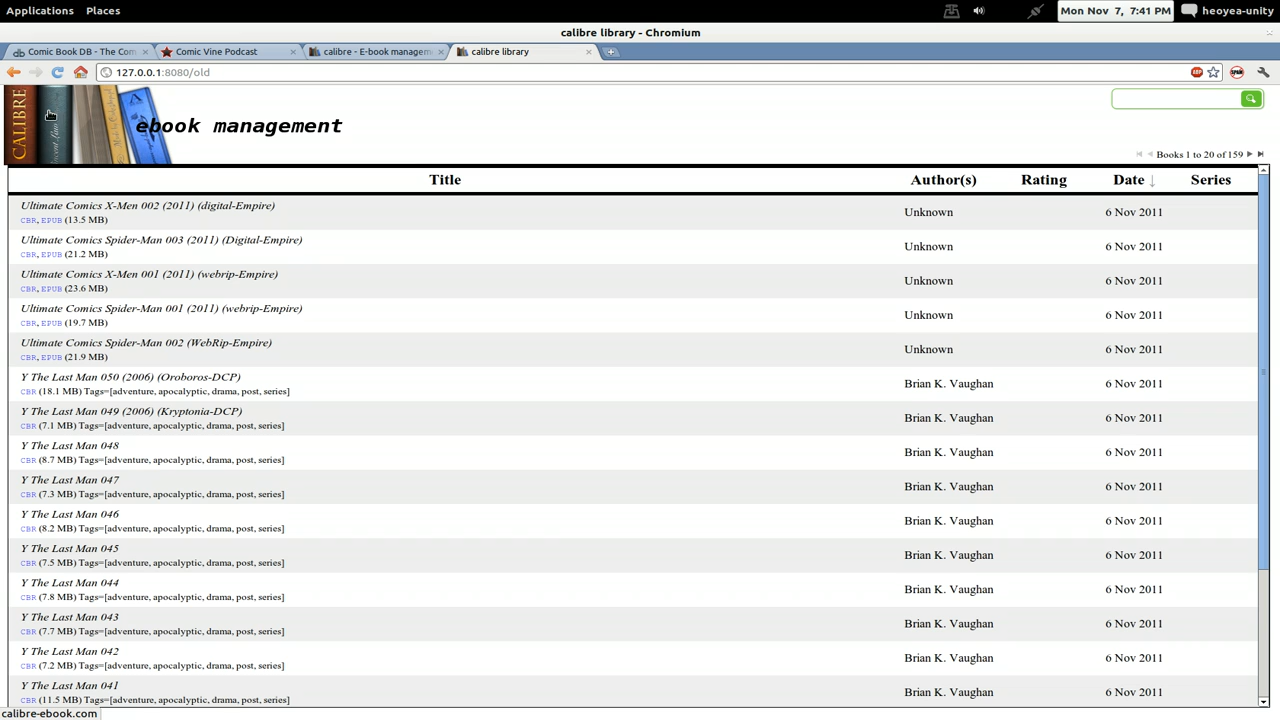 Applications Places Mon Nov 7, 7:41 PM heoyea-unity
calibre library - Chromium
Comic Book DB - The Com Comic Vine Podcast calibre - E-book managem calibre library
127.0.0.1:8080/old
CALIBRE
ebook management
Books 1 to 20 of 159
Title Author(s) Rating Date ↓ Series
Ultimate Comics X-Men 002 (2011) (digital-Empire)
CBR, EPUB (13.5 MB)
Unknown 6 Nov 2011
Ultimate Comics Spider-Man 003 (2011) (Digital-Empire)
CBR, EPUB (21.2 MB)
Unknown 6 Nov 2011
Ultimate Comics X-Men 001 (2011) (webrip-Empire)
CBR, EPUB (23.6 MB)
Unknown 6 Nov 2011
Ultimate Comics Spider-Man 001 (2011) (webrip-Empire)
CBR, EPUB (19.7 MB)
Unknown 6 Nov 2011
Ultimate Comics Spider-Man 002 (WebRip-Empire)
CBR, EPUB (21.9 MB)
Unknown 6 Nov 2011
Y The Last Man 050 (2006) (Oroboros-DCP)
CBR (18.1 MB) Tags=[adventure, apocalyptic, drama, post, series]
Brian K. Vaughan 6 Nov 2011
Y The Last Man 049 (2006) (Kryptonia-DCP)
CBR (7.1 MB) Tags=[adventure, apocalyptic, drama, post, series]
Brian K. Vaughan 6 Nov 2011
Y The Last Man 048
CBR (8.7 MB) Tags=[adventure, apocalyptic, drama, post, series]
Brian K. Vaughan 6 Nov 2011
Y The Last Man 047
CBR (7.3 MB) Tags=[adventure, apocalyptic, drama, post, series]
Brian K. Vaughan 6 Nov 2011
Y The Last Man 046
CBR (8.2 MB) Tags=[adventure, apocalyptic, drama, post, series]
Brian K. Vaughan 6 Nov 2011
Y The Last Man 045
CBR (7.5 MB) Tags=[adventure, apocalyptic, drama, post, series]
Brian K. Vaughan 6 Nov 2011
Y The Last Man 044
CBR (7.8 MB) Tags=[adventure, apocalyptic, drama, post, series]
Brian K. Vaughan 6 Nov 2011
Y The Last Man 043
CBR (7.7 MB) Tags=[adventure, apocalyptic, drama, post, series]
Brian K. Vaughan 6 Nov 2011
Y The Last Man 042
CBR (7.2 MB) Tags=[adventure, apocalyptic, drama, post, series]
Brian K. Vaughan 6 Nov 2011
Y The Last Man 041
CBR (11.5 MB) Tags=[adventure, apocalyptic, drama, post, series]
Brian K. Vaughan 6 Nov 2011
calibre-ebook.com